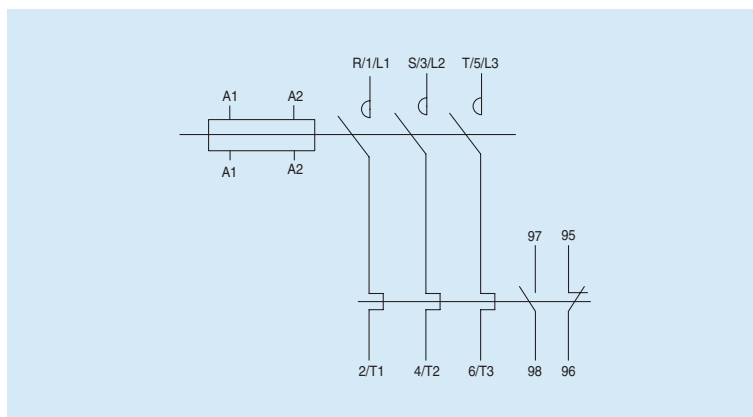 R/1/L1 S/3/L2 T/5/L3
A1 A2
A1 A2
97 95
2/T1 4/T2 6/T3 98 96